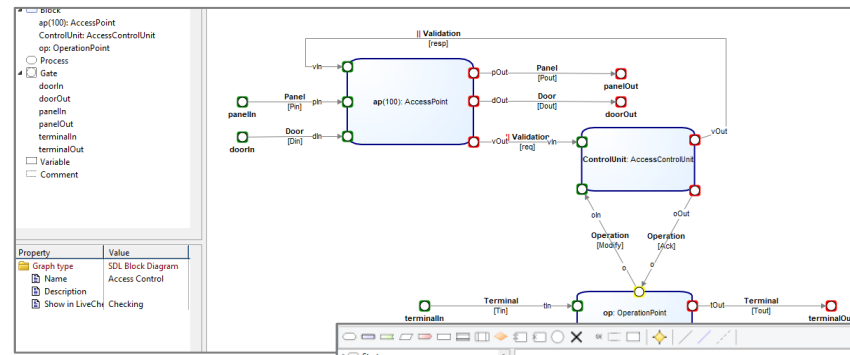 Block
ap(100): AccessPoint
ControlUnit: AccessControlUnit
op: OperationPoint
Process
Gate
doorIn
doorOut
panelIn
panelOut
terminalIn
terminalOut
Variable
Comment
Property Value
Graph type SDL Block Diagram
Name Access Control
Description
Show in LiveChe Checking
|| Validation
[resp]
vIn
Panel
[Pin]
pIn
panelIn
Door
[Din]
dIn
doorIn
ap(100): AccessPoint
pOut
Panel
[Pout]
panelOut
dOut
Door
[Dout]
doorOut
vOut
|| Validation
[req]
vIn
ControlUnit: AccessControlUnit
vOut
oIn
oOut
Operation
[Modify]
Operation
[Ack]
o
o
Terminal
[Tin]
tIn
terminalIn
op: OperationPoint
tOut
Terminal
[Tout]
terminalOu